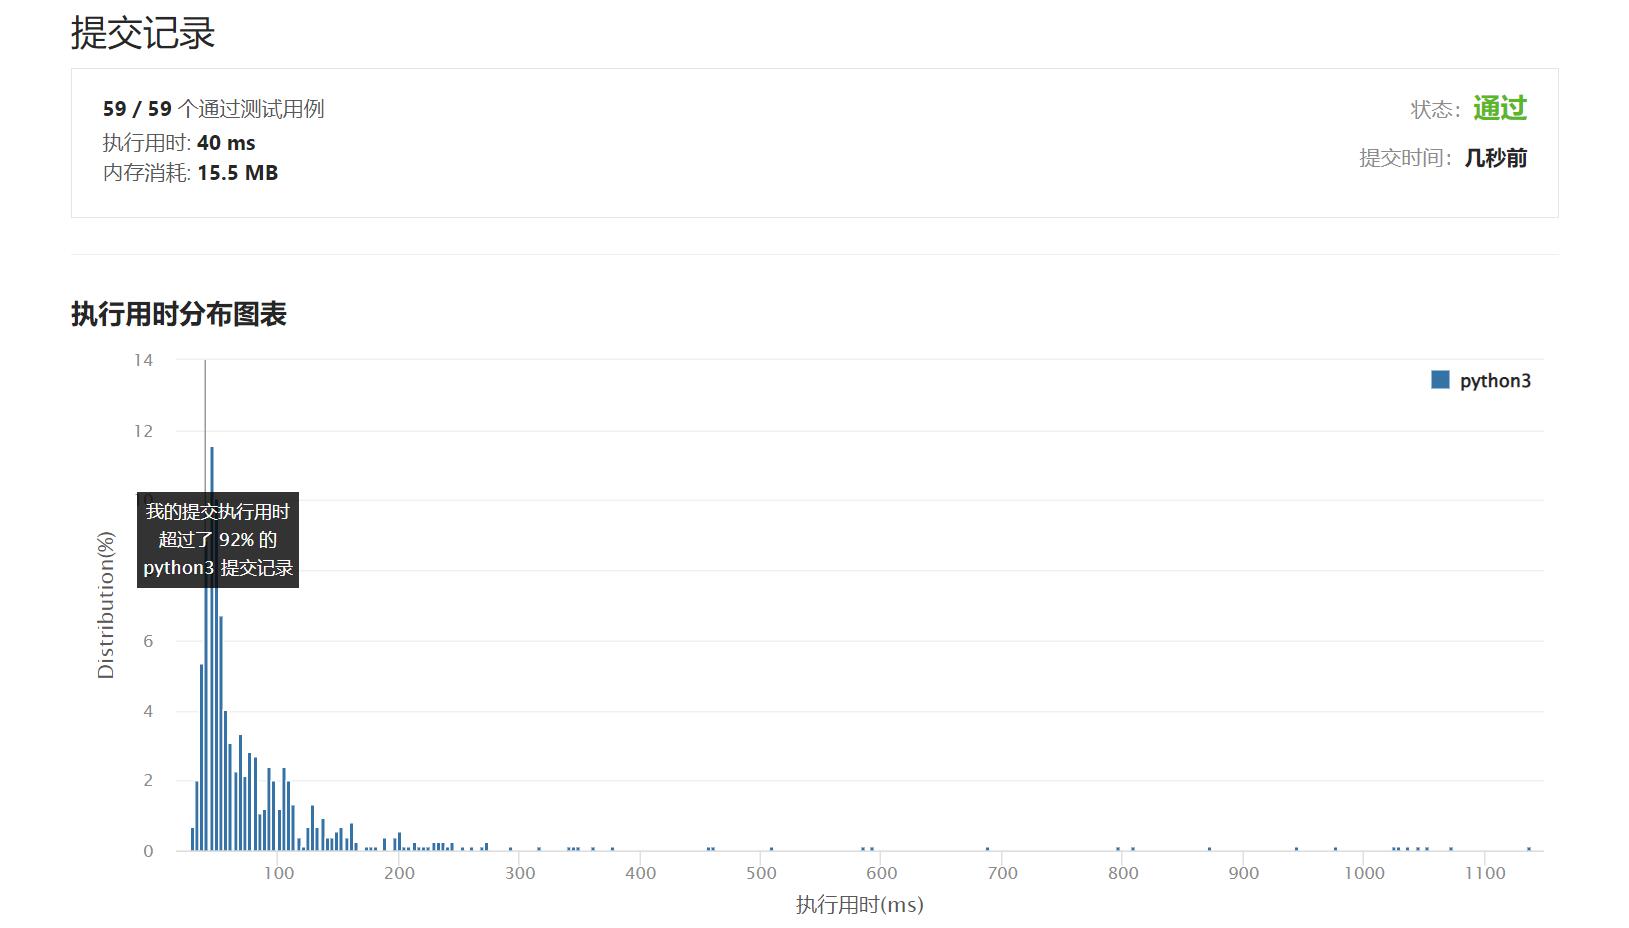 提交记录
59 / 59 个通过测试用例
状态：通过
执行用时: 40 ms
提交时间：几秒前
内存消耗: 15.5 MB
执行用时分布图表
14
python3
12
我的提交执行用时
超过了 92% 的
python3 提交记录
Distribution(%)
6
4
2
0
100 200 300 400 500 600 700 800 900 1000 1100
执行用时(ms)